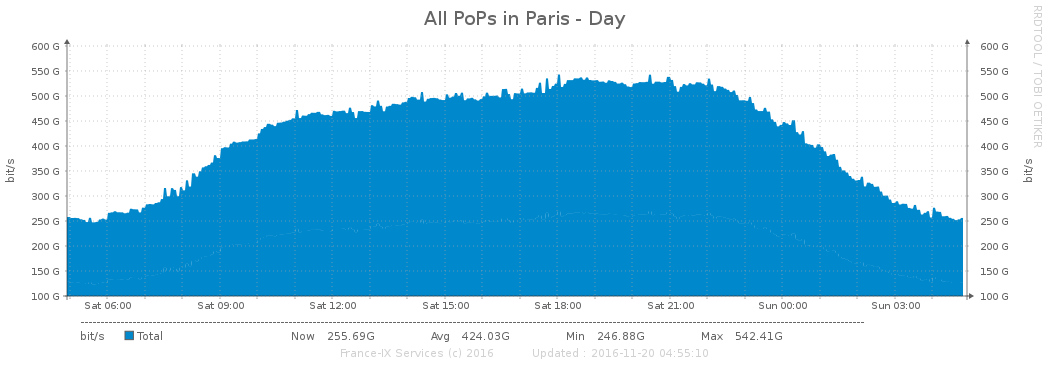 All PoPs in Paris - Day
RRDTOOL / TOBI OETIKER
600 G 600 G
550 G 550 G
500 G 500 G
450 G 450 G
400 G 400 G
350 G 350 G
300 G 300 G
250 G 250 G
200 G 200 G
150 G 150 G
100 G 100 G
bit/s bit/s
Sat 06:00 Sat 09:00 Sat 12:00 Sat 15:00 Sat 18:00 Sat 21:00 Sun 00:00 Sun 03:00
bit/s Total Now 255.69G Avg 424.03G Min 246.88G Max 542.41G
France-IX Services (c) 2016 Updated : 2016-11-20 04:55:10